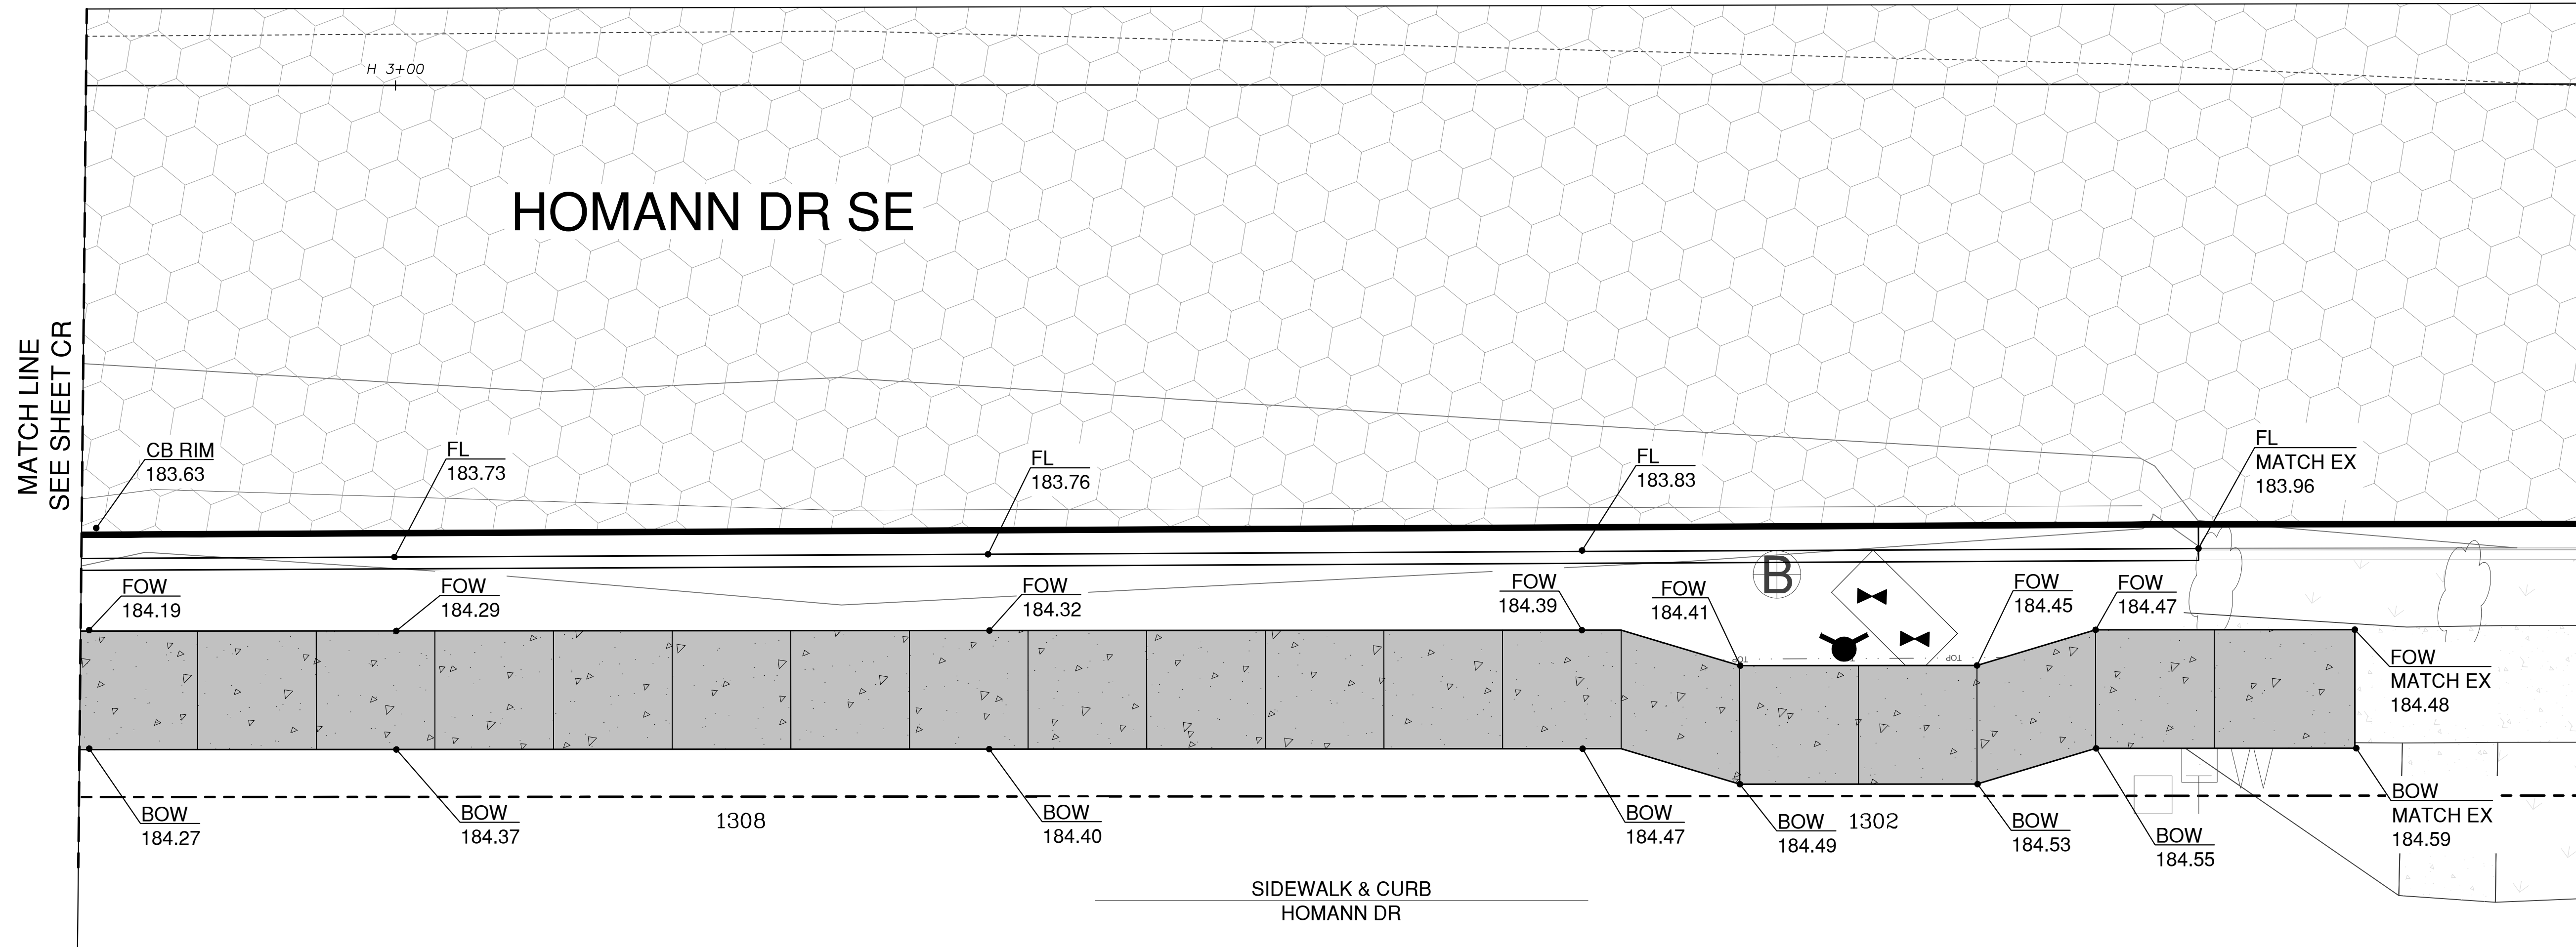 H 3+00
HOMANN DR SE
MATCH LINE
SEE SHEET CR
CB RIM
183.63
FL
183.73
FL
183.76
FL
183.83
FL
MATCH EX
183.96
FOW
184.19
FOW
184.29
FOW
184.32
FOW
184.39
FOW
184.41
B
FOW
184.45
FOW
184.47
TOP
TOP
FOW
MATCH EX
184.48
BOW
184.27
BOW
184.37
1308
BOW
184.40
BOW
184.47
BOW
184.49
1302
BOW
184.53
BOW
184.55
BOW
MATCH EX
184.59
SIDEWALK & CURB
HOMANN DR